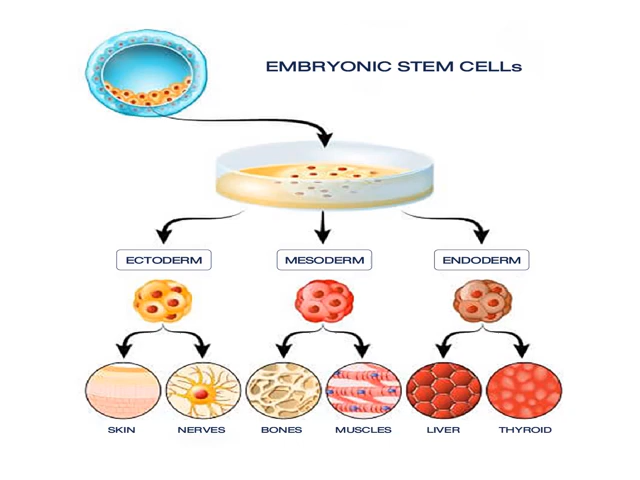 EMBRYONIC STEM CELLs
ECTODERM
MESODERM
ENDODERM
SKIN
NERVES
BONES
MUSCLES
LIVER
THYROID